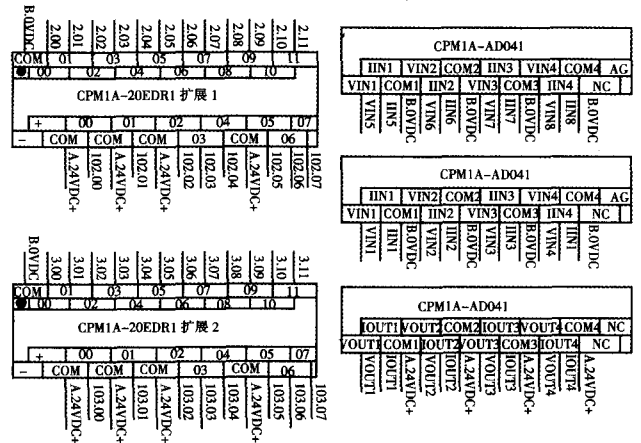 B.0VDC 2.00 2.01 2.02 2.03 2.04 2.05 2.06 2.07 2.08 2.09 2.10 2.11
COM 01 03 05 07 09 11
00 02 04 06 08 10
CPM1A-20EDR1 扩展 1
+ 00 01 02 04 05 07
- COM COM COM 03 COM 06
A.24VDC+ 102.00 A.24VDC+ 102.01 A.24VDC+ 102.02 102.03 102.04 A.24VDC+ 102.05 102.06 102.07
B.0VDC 3.00 3.01 3.02 3.03 3.04 3.05 3.06 3.07 3.08 3.09 3.10 3.11
COM 01 03 05 07 09 11
00 02 04 06 08 10
CPM1A-20EDR1 扩展 2
+ 00 01 02 04 05 07
- COM COM COM 03 COM 06
A.24VDC+ 103.00 A.24VDC+ 103.01 A.24VDC+ 103.02 103.03 103.04 A.24VDC+ 103.05 103.06 103.07
CPM1A-AD041
IIN1 VIN2 COM2 IIN3 VIN4 COM4 AG
VIN1 COM1 IIN2 VIN3 COM3 IIN4 NC
VIN5 IIN5 B.0VDC VIN6 IIN6 B.0VDC VIN7 IIN7 B.0VDC VIN8 IIN8 B.0VDC
CPM1A-AD041
IIN1 VIN2 COM2 IIN3 VIN4 COM4 AG
VIN1 COM1 IIN2 VIN3 COM3 IIN4 NC
VIN1 IIN1 B.0VDC VIN2 IIN2 B.0VDC VIN3 IIN3 B.0VDC VIN4 IIN1 B.0VDC
CPM1A-AD041
IOUT1 VOUT2 COM2 IOUT3 VOUT4 COM4 NC
VOUT1 COM1 IOUT2 VOUT3 COM3 IOUT4 NC
VOUT1 IOUT1 A.24VDC+ VOUT2 IOUT2 A.24VDC+ VOUT3 IOUT3 A.24VDC+ VOUT4 IOUT4 A.24VDC+